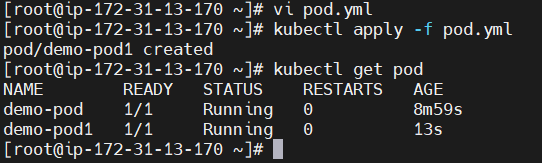 [root@ip-172-31-13-170 ~]# vi pod.yml
[root@ip-172-31-13-170 ~]# kubectl apply -f pod.yml
pod/demo-pod1 created
[root@ip-172-31-13-170 ~]# kubectl get pod
NAME        READY   STATUS    RESTARTS   AGE
demo-pod    1/1     Running   0          8m59s
demo-pod1   1/1     Running   0          13s
[root@ip-172-31-13-170 ~]#